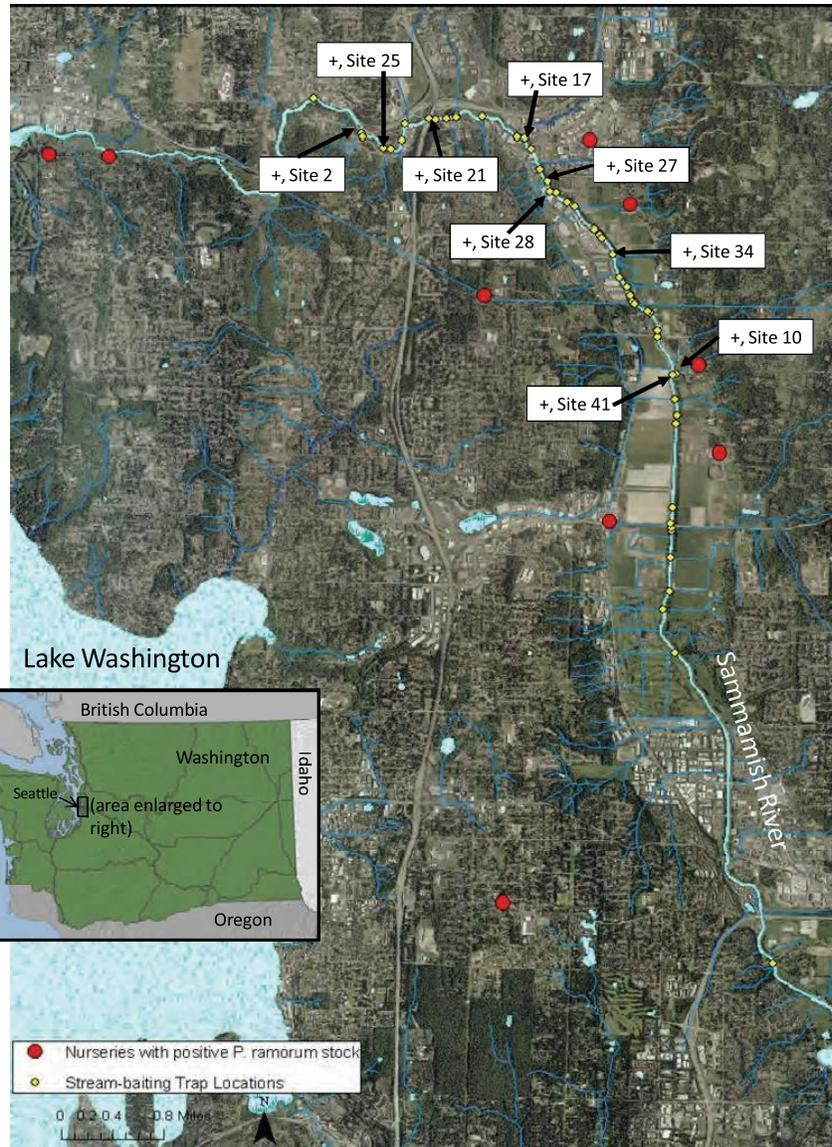 +, Site 25
+, Site 17
+, Site 2
+, Site 21
+, Site 27
+, Site 28
+, Site 34
+, Site 10
+, Site 41
Lake Washington
Sammamish River
British Columbia
Washington
Idaho
Seattle
(area enlarged to
right)
Oregon
Nurseries with positive P. ramorum stock
Stream-baiting Trap Locations
0 0.2 0.4 0.8 Miles
N